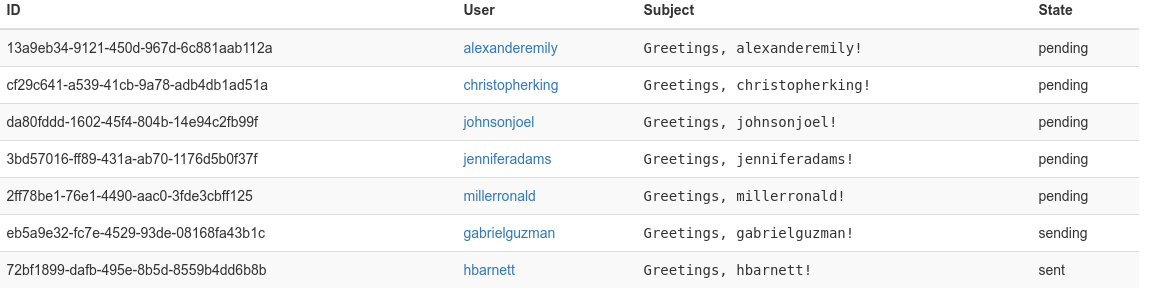 ID User Subject State
13a9eb34-9121-450d-967d-6c881aab112a alexanderemily Greetings, alexanderemily! pending
cf29c641-a539-41cb-9a78-adb4db1ad51a christopherking Greetings, christopherking! pending
da80fddd-1602-45f4-804b-14e94c2fb99f johnsonjoel Greetings, johnsonjoel! pending
3bd57016-ff89-431a-ab70-1176d5b0f37f jenniferadams Greetings, jenniferadams! pending
2ff78be1-76e1-4490-aac0-3fde3cbff125 millerronald Greetings, millerronald! pending
eb5a9e32-fc7e-4529-93de-08168fa43b1c gabrielguzman Greetings, gabrielguzman! sending
72bf1899-dafb-495e-8b5d-8559b4dd6b8b hbarnett Greetings, hbarnett! sent